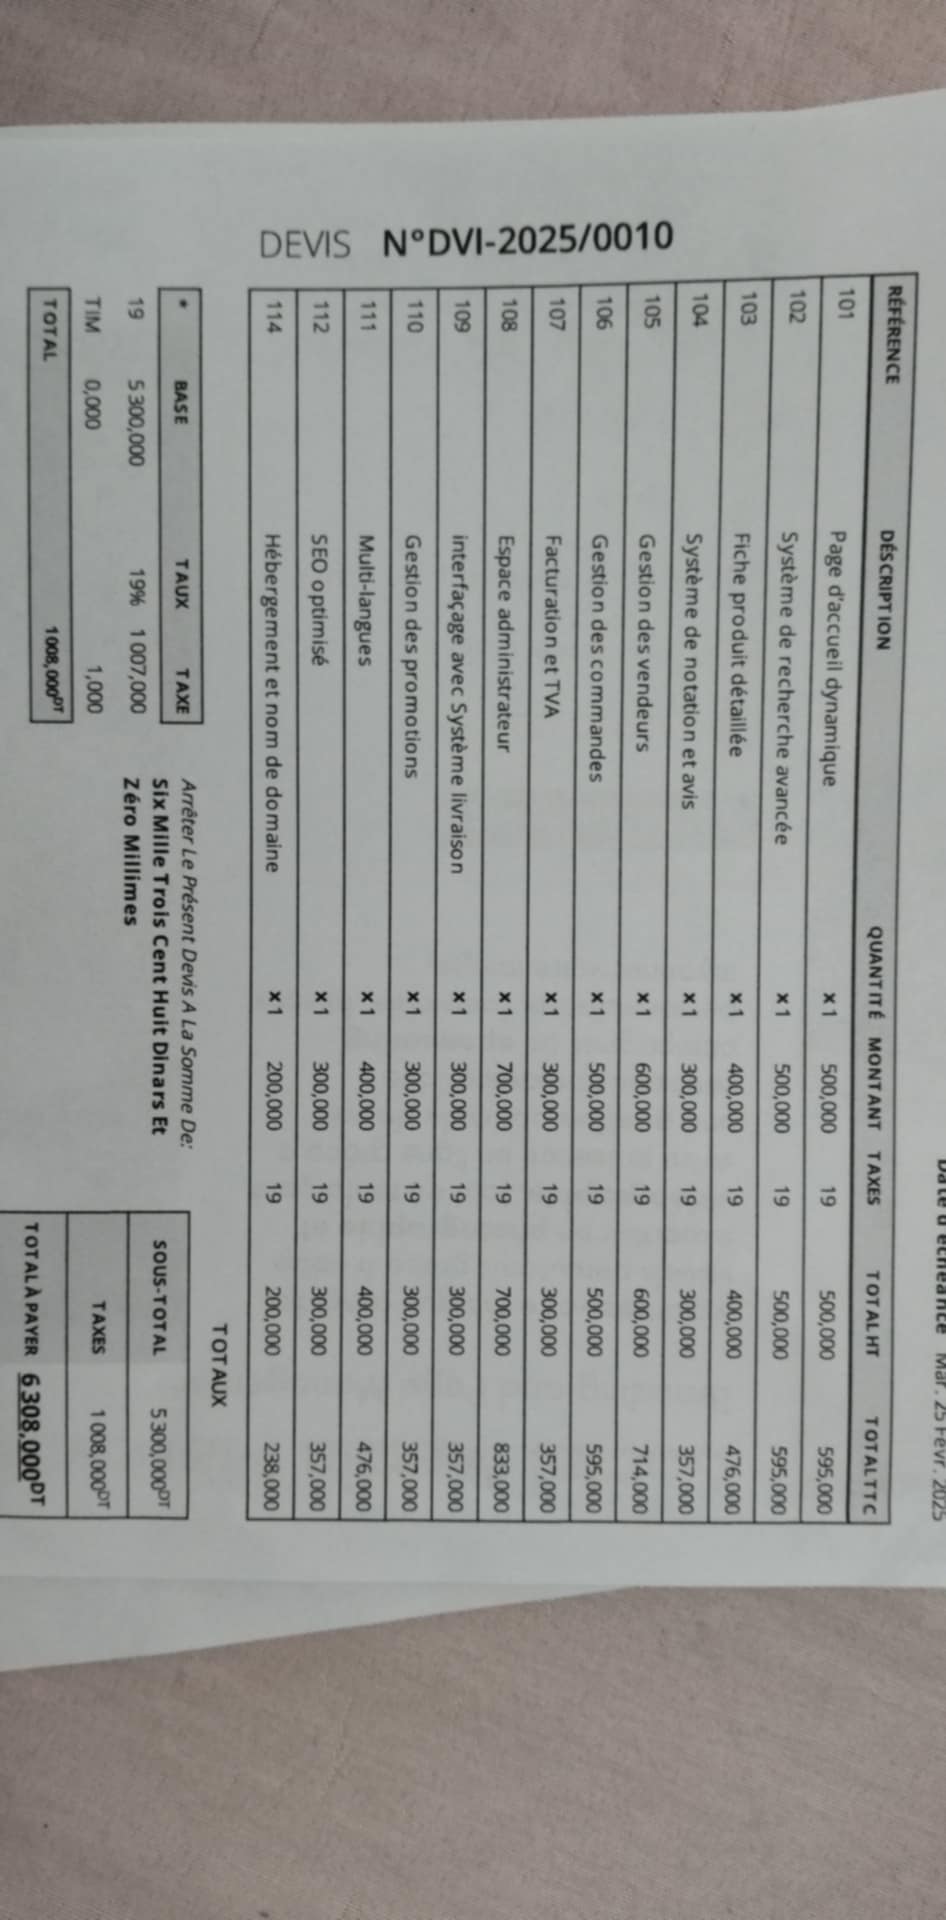 Date d'échéance Mar. 25 Févr. 2025
RÉFÉRENCE DÉSCRIPTION QUANTITÉ MONTANT TAXES TOTAL HT TOTAL TTC
101 Page d'accueil dynamique ×1 500,000 19 500,000 595,000
102 Système de recherche avancée ×1 500,000 19 500,000 595,000
103 Fiche produit détaillée ×1 400,000 19 400,000 476,000
104 Système de notation et avis ×1 300,000 19 300,000 357,000
105 Gestion des vendeurs ×1 600,000 19 600,000 714,000
106 Gestion des commandes ×1 500,000 19 500,000 595,000
107 Facturation et TVA ×1 300,000 19 300,000 357,000
108 Espace administrateur ×1 700,000 19 700,000 833,000
109 interfaçage avec Système livraison ×1 300,000 19 300,000 357,000
110 Gestion des promotions ×1 300,000 19 300,000 357,000
111 Multi-langues ×1 400,000 19 400,000 476,000
112 SEO optimisé ×1 300,000 19 300,000 357,000
114 Hébergement et nom de domaine ×1 200,000 19 200,000 238,000
DEVIS N°DVI-2025/0010
* BASE TAUX TAXE
19 5 300,000 19% 1 007,000
TIM 0,000 1,000
TOTAL 1 008,000DT
Arrêter Le Présent Devis A La Somme De:
Six Mille Trois Cent Huit Dinars Et
Zéro Millimes
TOTAUX
SOUS-TOTAL 5 300,000DT
TAXES 1 008,000DT
TOTAL À PAYER 6 308,000DT